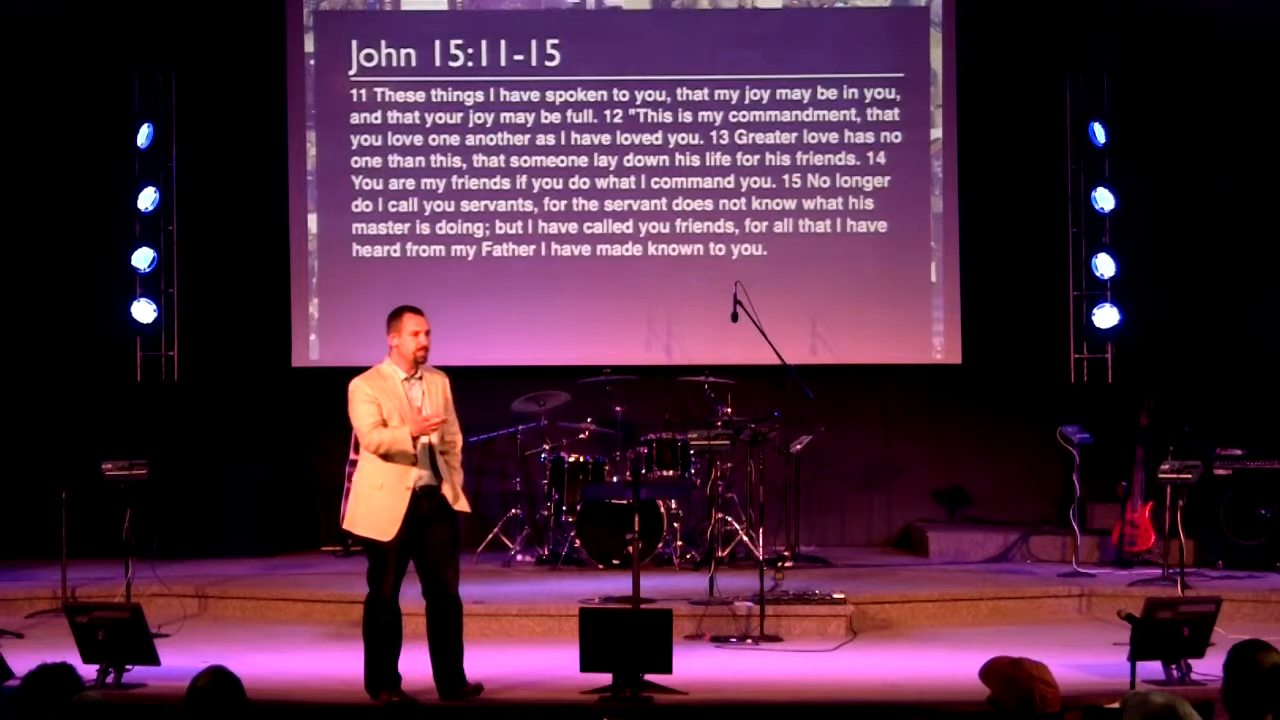 John 15:11-15
11 These things I have spoken to you, that my joy may be in you,
and that your joy may be full. 12 "This is my commandment, that
you love one another as I have loved you. 13 Greater love has no
one than this, that someone lay down his life for his friends. 14
You are my friends if you do what I command you. 15 No longer
do I call you servants, for the servant does not know what his
master is doing; but I have called you friends, for all that I have
heard from my Father I have made known to you.